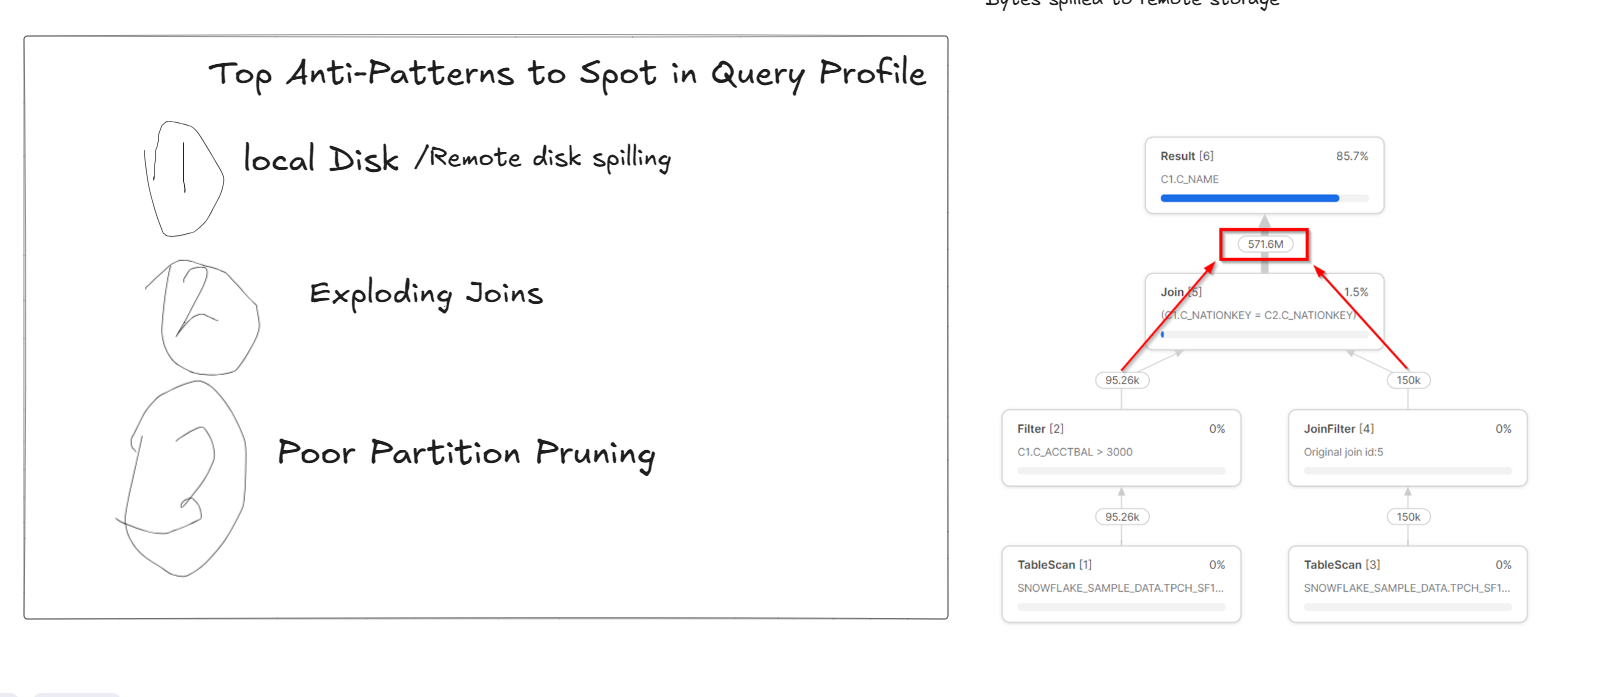 Bytes spilled to remote storage
Top Anti-Patterns to Spot in Query Profile
1
local Disk /Remote disk spilling
2
Exploding Joins
3
Poor Partition Pruning
Result [6] 85.7%
C1.C_NAME
571.6M
Join [5] 1.5%
(C1.C_NATIONKEY = C2.C_NATIONKEY)
95.26k 150k
Filter [2] 0%
C1.C_ACCTBAL > 3000
JoinFilter [4] 0%
Original join id:5
95.26k 150k
TableScan [1] 0%
SNOWFLAKE_SAMPLE_DATA.TPCH_SF1...
TableScan [3] 0%
SNOWFLAKE_SAMPLE_DATA.TPCH_SF1...